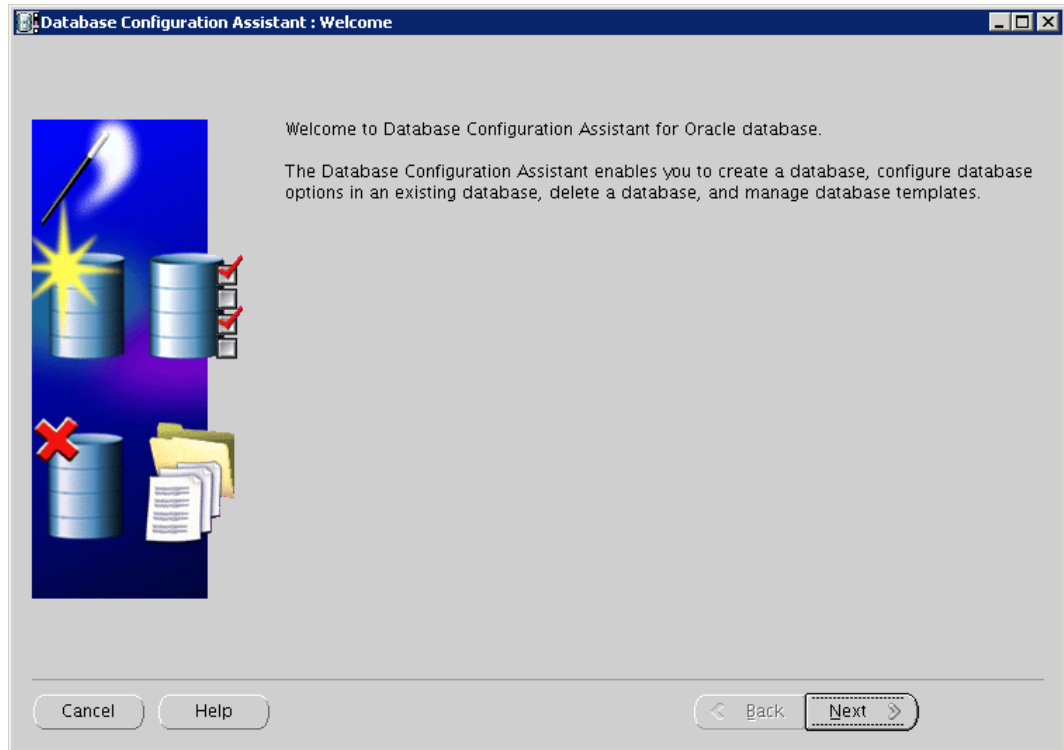 Database Configuration Assistant : Welcome
Welcome to Database Configuration Assistant for Oracle database.
The Database Configuration Assistant enables you to create a database, configure database
options in an existing database, delete a database, and manage database templates.
Cancel
Help
Back
Next